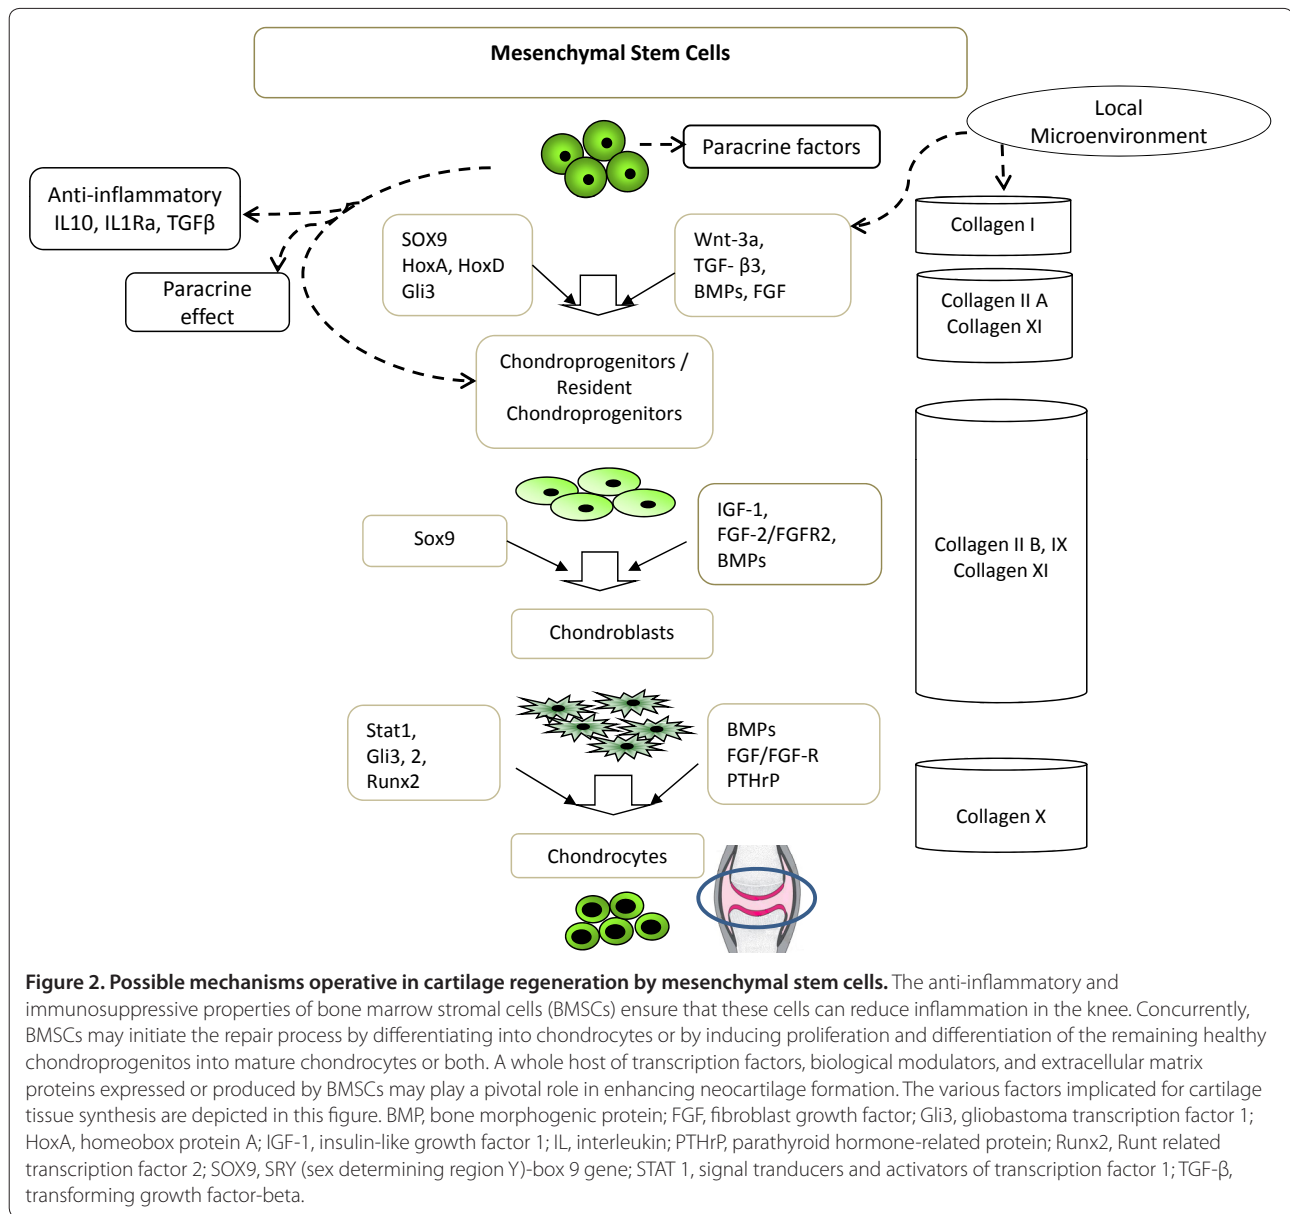 Mesenchymal Stem Cells
Local
Microenvironment
Paracrine factors
Anti-inflammatory
IL10, IL1Ra, TGFβ
Paracrine
effect
SOX9
HoxA, HoxD
Gli3
Wnt-3a,
TGF- β3,
BMPs, FGF
Collagen I
Collagen II A
Collagen XI
Chondroprogenitors /
Resident
Chondroprogenitors
Sox9
IGF-1,
FGF-2/FGFR2,
BMPs
Collagen II B, IX
Collagen XI
Chondroblasts
Stat1,
Gli3, 2,
Runx2
BMPs
FGF/FGF-R
PTHrP
Collagen X
Chondrocytes
Figure 2. Possible mechanisms operative in cartilage regeneration by mesenchymal stem cells. The anti-inflammatory and
immunosuppressive properties of bone marrow stromal cells (BMSCs) ensure that these cells can reduce inflammation in the knee. Concurrently,
BMSCs may initiate the repair process by differentiating into chondrocytes or by inducing proliferation and differentiation of the remaining healthy
chondroprogenitos into mature chondrocytes or both. A whole host of transcription factors, biological modulators, and extracellular matrix
proteins expressed or produced by BMSCs may play a pivotal role in enhancing neocartilage formation. The various factors implicated for cartilage
tissue synthesis are depicted in this figure. BMP, bone morphogenic protein; FGF, fibroblast growth factor; Gli3, gliobastoma transcription factor 1;
HoxA, homeobox protein A; IGF-1, insulin-like growth factor 1; IL, interleukin; PTHrP, parathyroid hormone-related protein; Runx2, Runt related
transcription factor 2; SOX9, SRY (sex determining region Y)-box 9 gene; STAT 1, signal tranducers and activators of transcription factor 1; TGF-β,
transforming growth factor-beta.